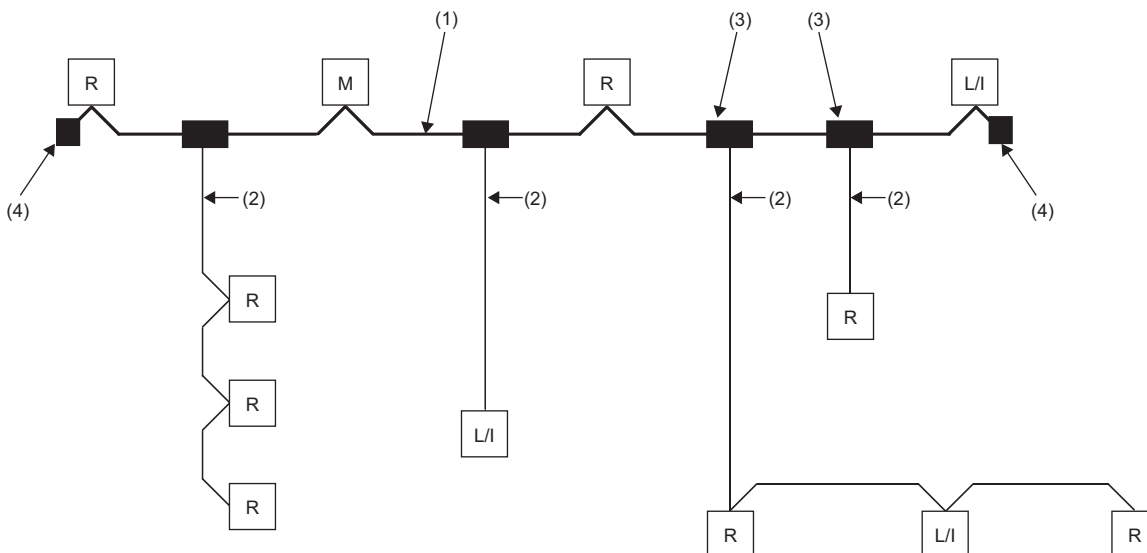 (1) (3) (3)
R M R L/I
(4) (2) (2) (2) (2) (4)
R R
R L/I
R R L/I R